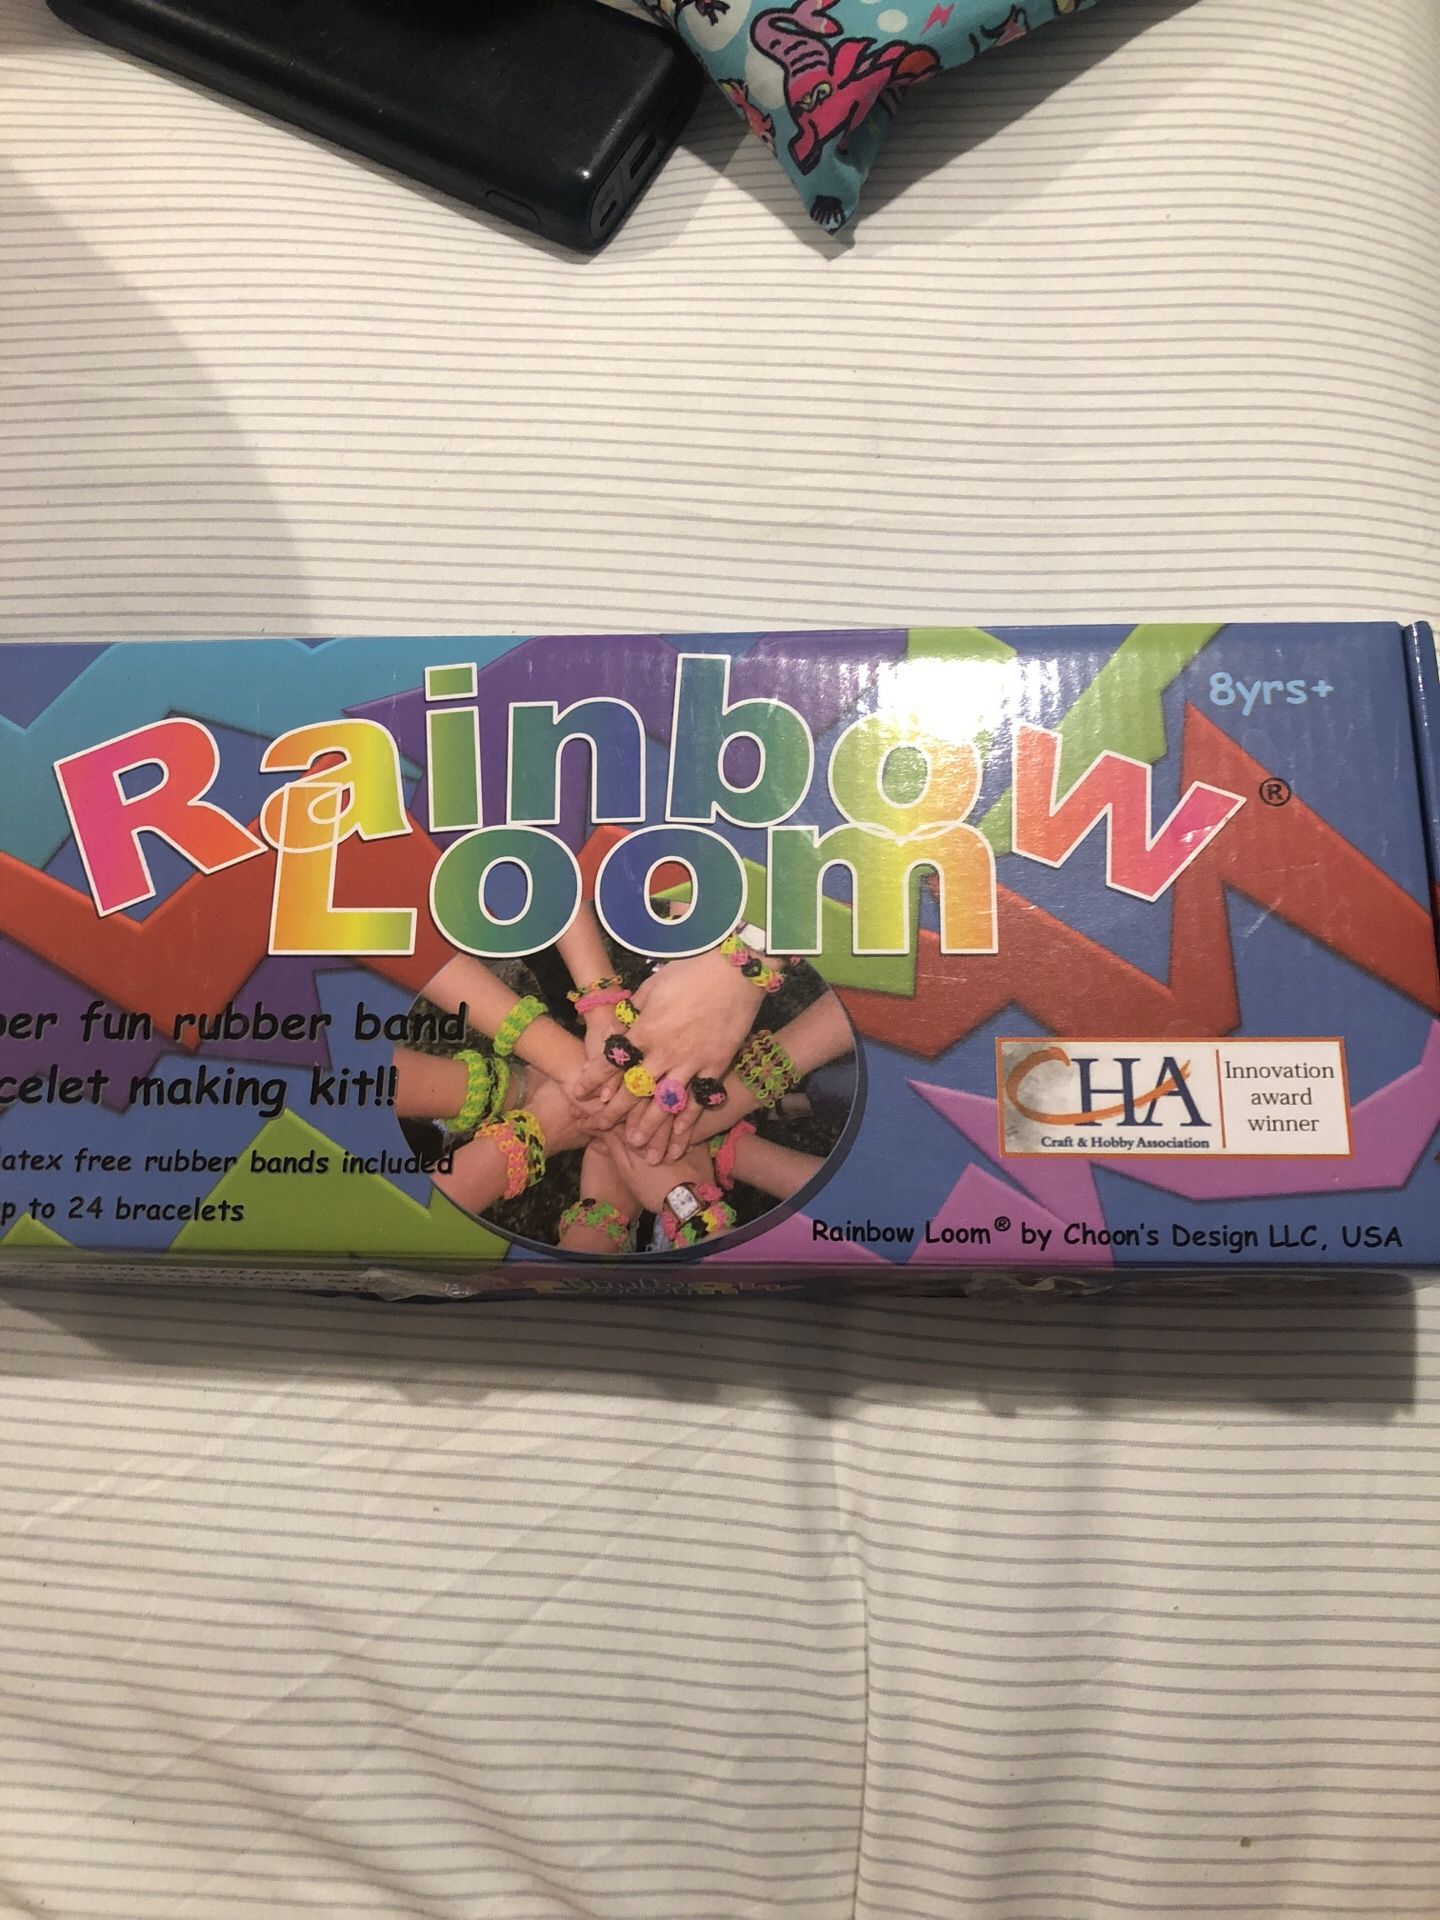 8yrs+
Rainbow®
Loom
er fun rubber band
celet making kit!!
atex free rubber bands included
p to 24 bracelets
CHA
Craft & Hobby Association
Innovation
award
winner
Rainbow Loom® by Choon's Design LLC, USA